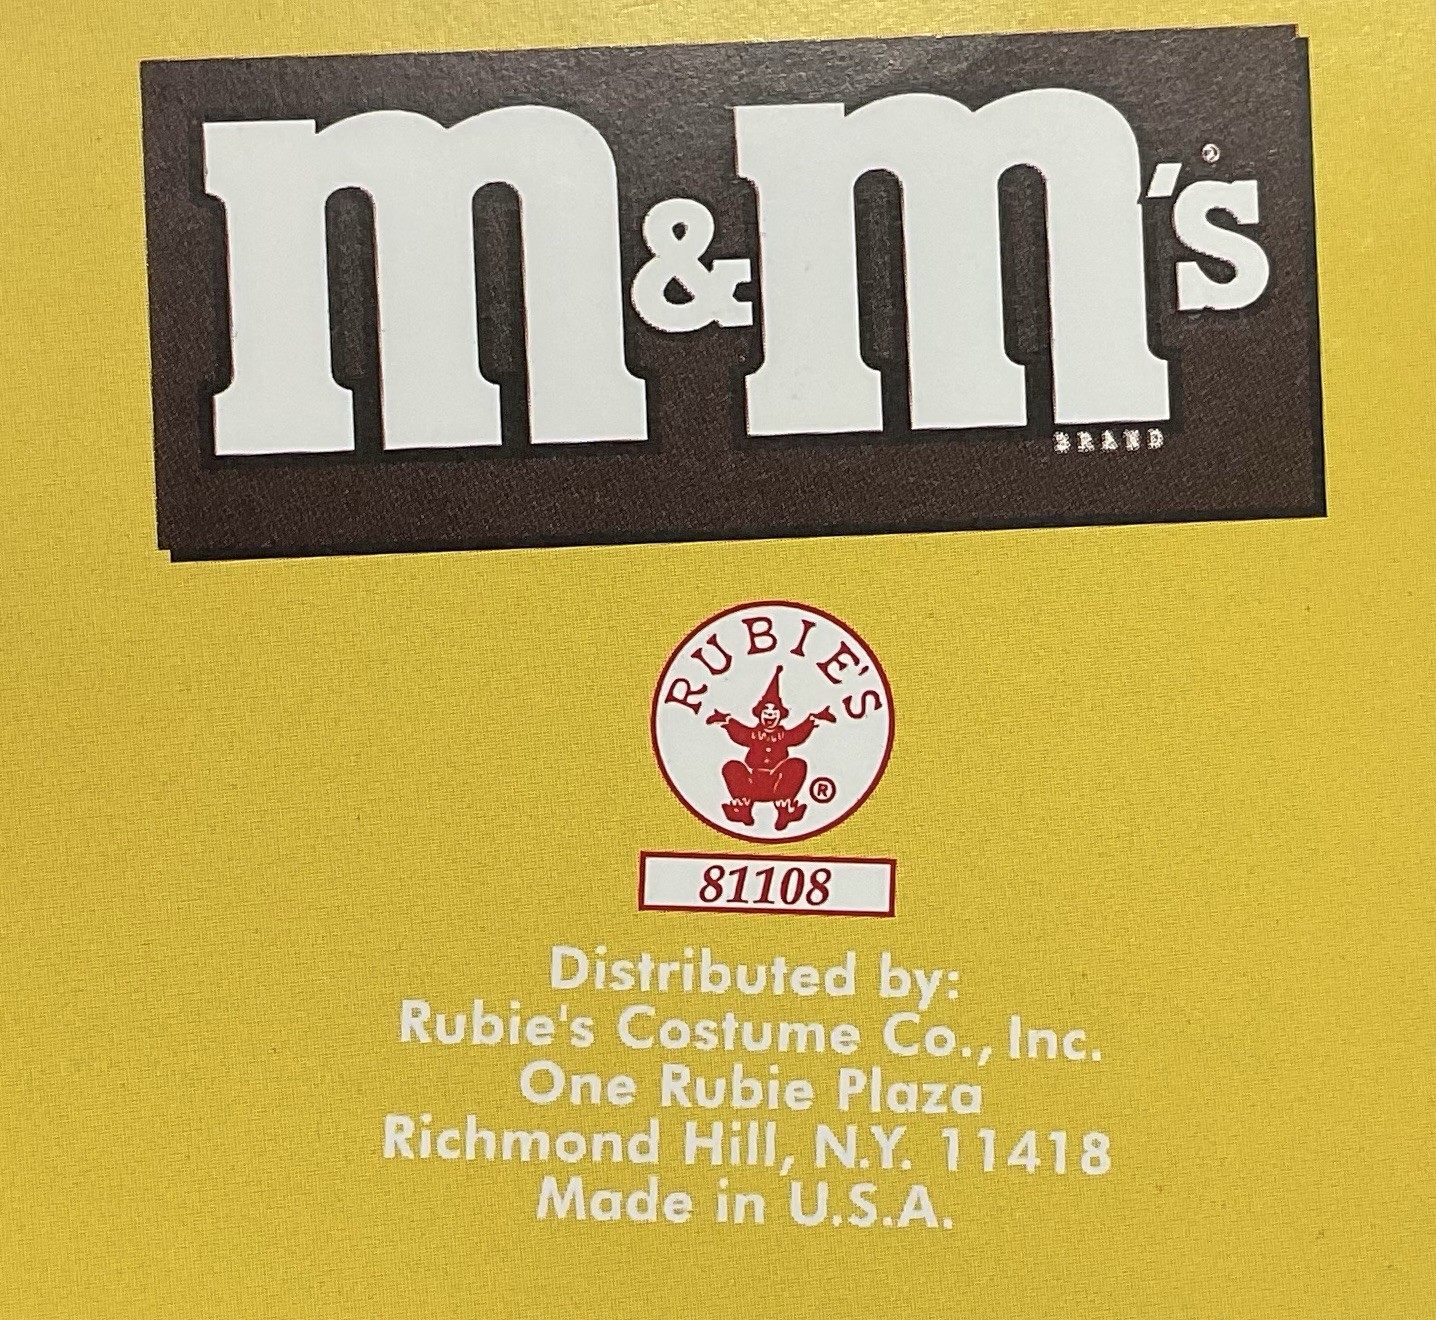 m&m's®
BRAND
RUBIE'S
®
81108
Distributed by:
Rubie's Costume Co., Inc.
One Rubie Plaza
Richmond Hill, N.Y. 11418
Made in U.S.A.